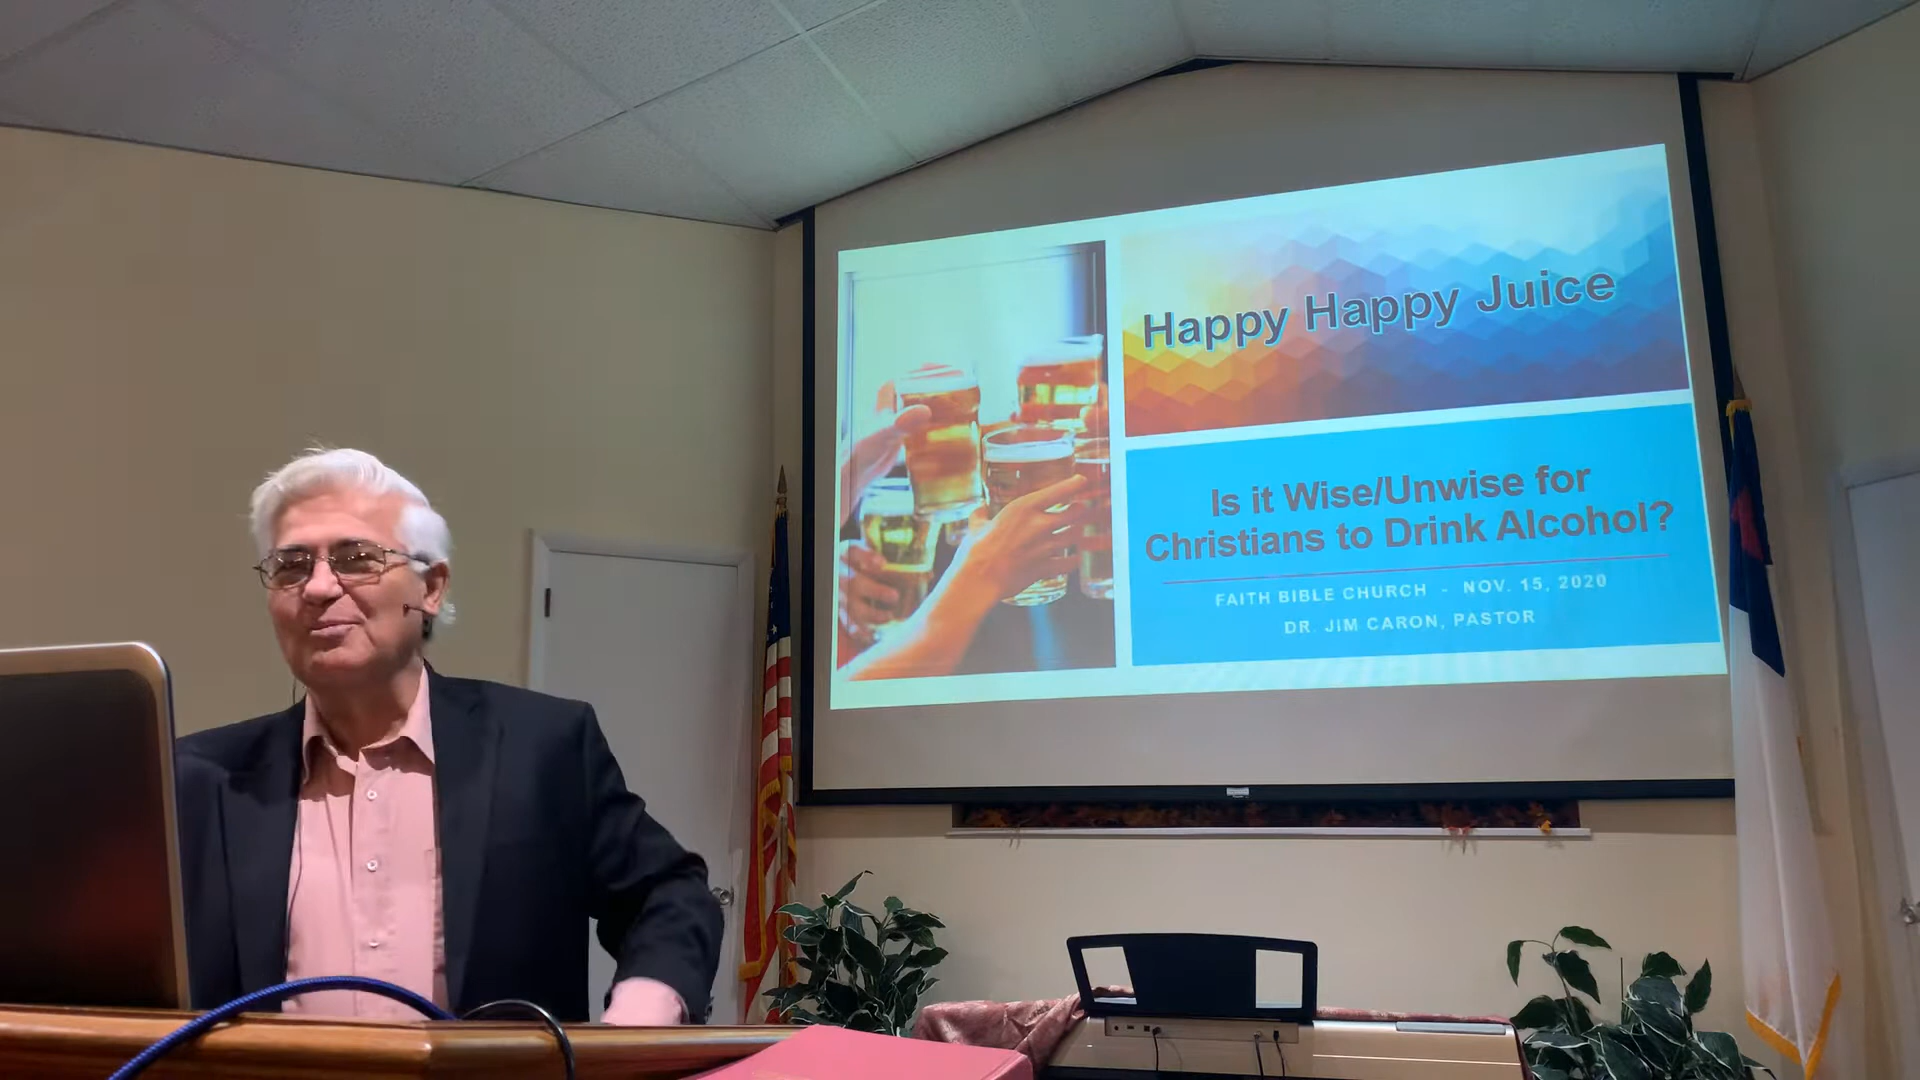 Happy Happy Juice
Is it Wise/Unwise for
Christians to Drink Alcohol?
FAITH BIBLE CHURCH - NOV. 15, 2020
DR. JIM CARON, PASTOR